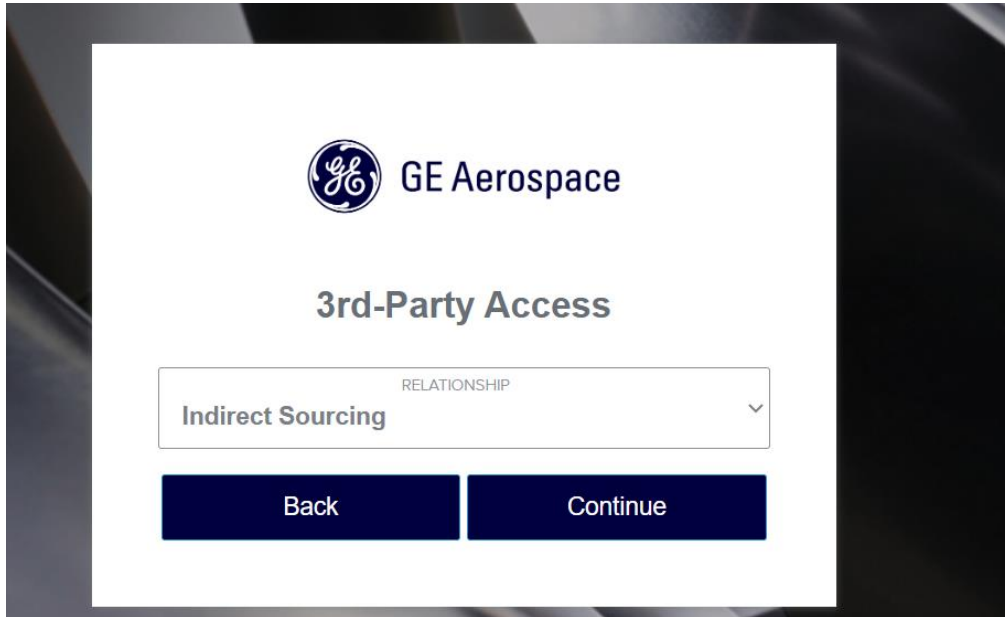 GE Aerospace
3rd-Party Access
RELATIONSHIP
Indirect Sourcing
Back
Continue